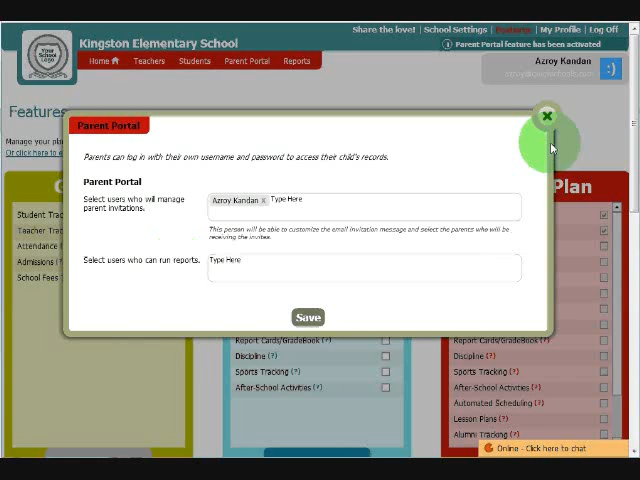 Share the love! | School Settings | Features | My Profile | Log Off
YOUR SCHOOL LOGO
Kingston Elementary School
Parent Portal feature has been activated
Home Teachers Students Parent Portal Reports
Azroy Kandan
:)
Features
Manage your pla
Or click here to e
Parent Portal
X
Parents can log in with their own username and password to access their child's records.
Parent Portal
Select users who will manage
parent invitations.
Azroy Kandan x Type Here
This person will be able to customize the email invitation message and select the parents who will be
receiving the invites.
Select users who can run reports.
Type Here
Save
G
Plan
Student Trac
Teacher Trac
Attendance
Admissions (
School Fees T
Report Cards/GradeBook (?)
Discipline (?)
Sports Tracking (?)
After-School Activities (?)
Report Cards/GradeBook (?)
Discipline (?)
Sports Tracking (?)
After-School Activities (?)
Automated Scheduling (?)
Lesson Plans (?)
Alumni Tracking (?)
Online - Click here to chat